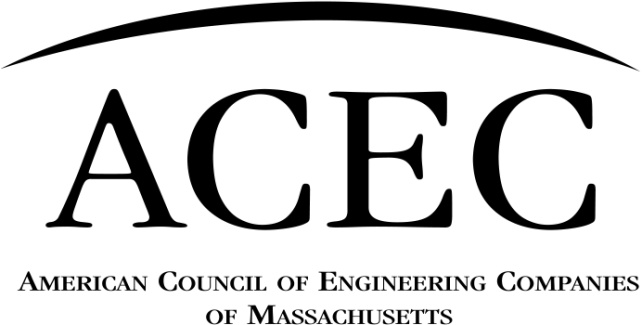 ACEC
American Council of Engineering Companies
of Massachusetts